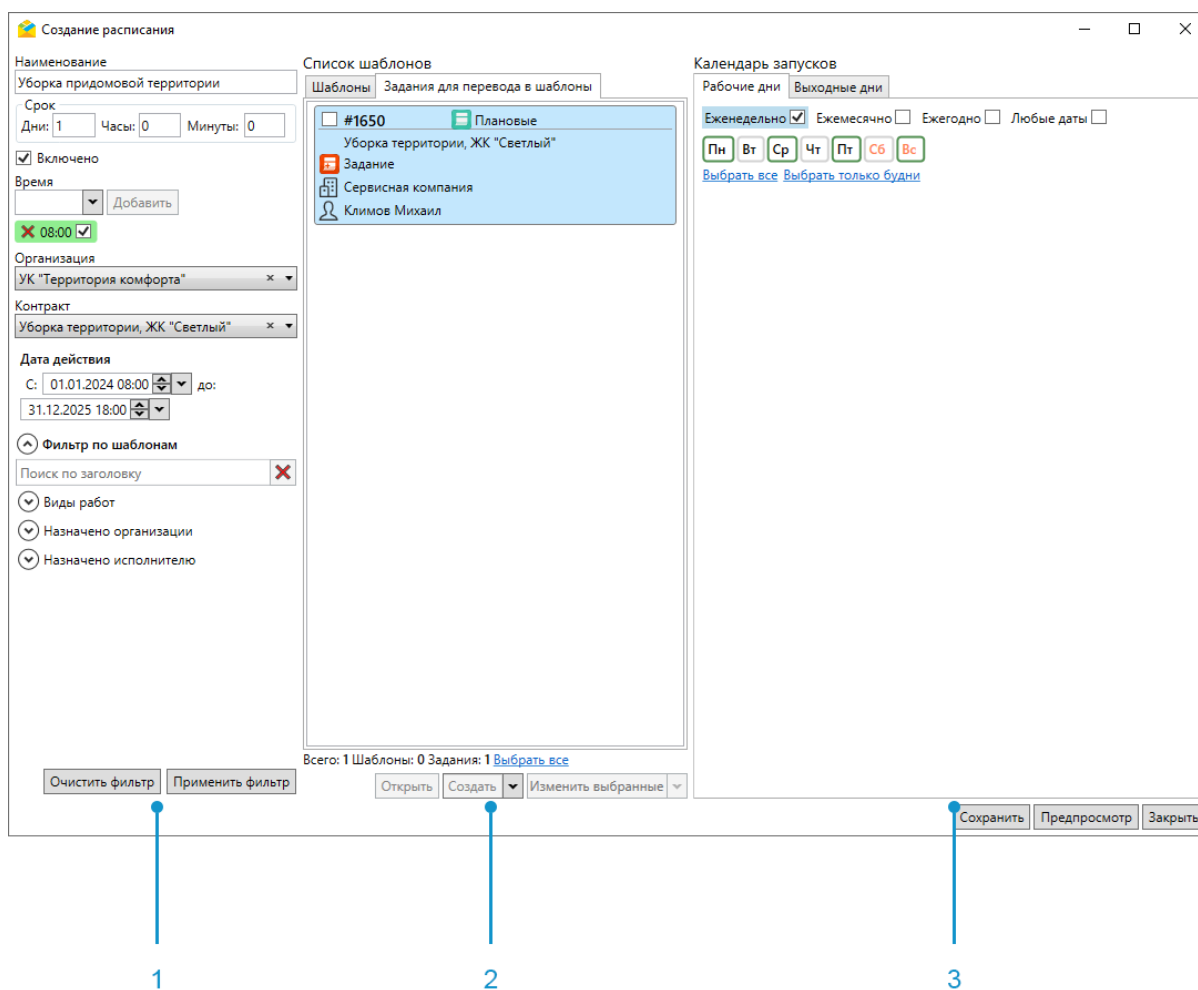 Создание расписания
Наименование
Уборка придомовой территории
Срок
Дни: 1 Часы: 0 Минуты: 0
Включено
Время
Добавить
08:00
Организация
УК "Территория комфорта"
Контракт
Уборка территории, ЖК "Светлый"
Дата действия
С: 01.01.2024 08:00 до:
31.12.2025 18:00
Фильтр по шаблонам
Поиск по заголовку
Виды работ
Назначено организации
Назначено исполнителю
Очистить фильтр Применить фильтр
Список шаблонов
Шаблоны Задания для перевода в шаблоны
#1650 Плановые
Уборка территории, ЖК "Светлый"
Задание
Сервисная компания
Климов Михаил
Всего: 1 Шаблоны: 0 Задания: 1 Выбрать все
Открыть Создать Изменить выбранные
Календарь запусков
Рабочие дни Выходные дни
Еженедельно Ежемесячно Ежегодно Любые даты
Пн Вт Ср Чт Пт Сб Вс
Выбрать все Выбрать только будни
Сохранить Предпросмотр Закрыть
1 2 3